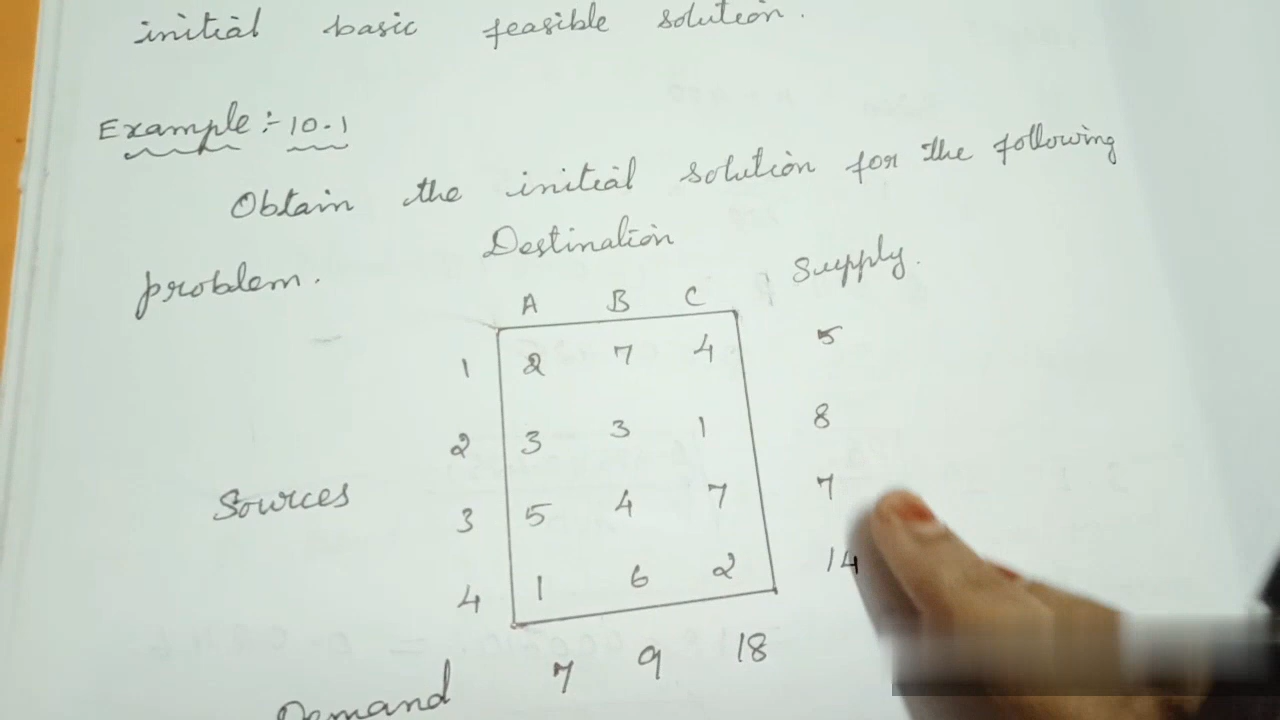 initial basic feasible solution.
Example:- 10.1
Obtain the initial solution for the following
problem.
Destination
Supply.
A B C
1 2 7 4 5
2 3 3 1 8
Sources
3 5 4 7 7
4 1 6 2 14
Demand 7 9 18